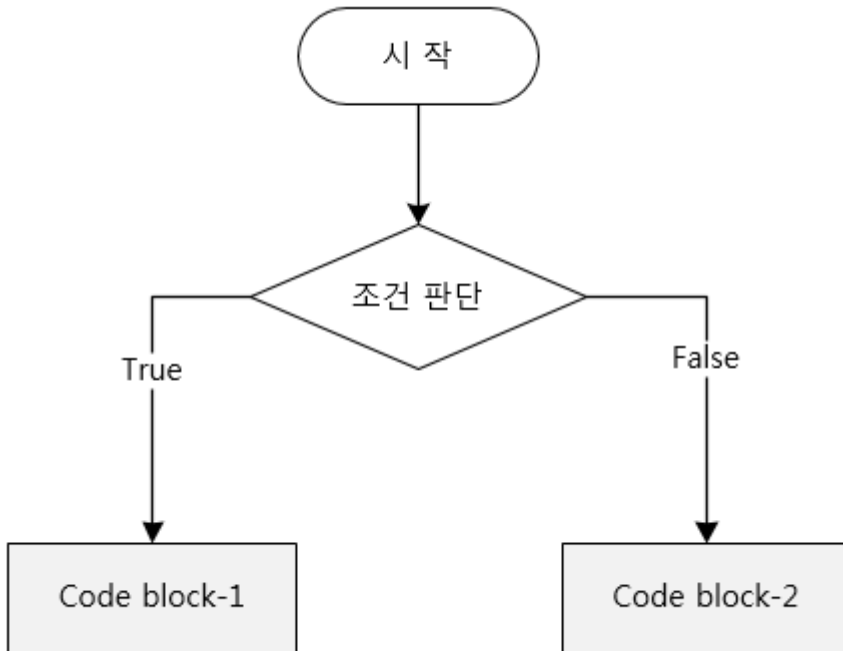 시 작
조건 판단
True
False
Code block-1
Code block-2